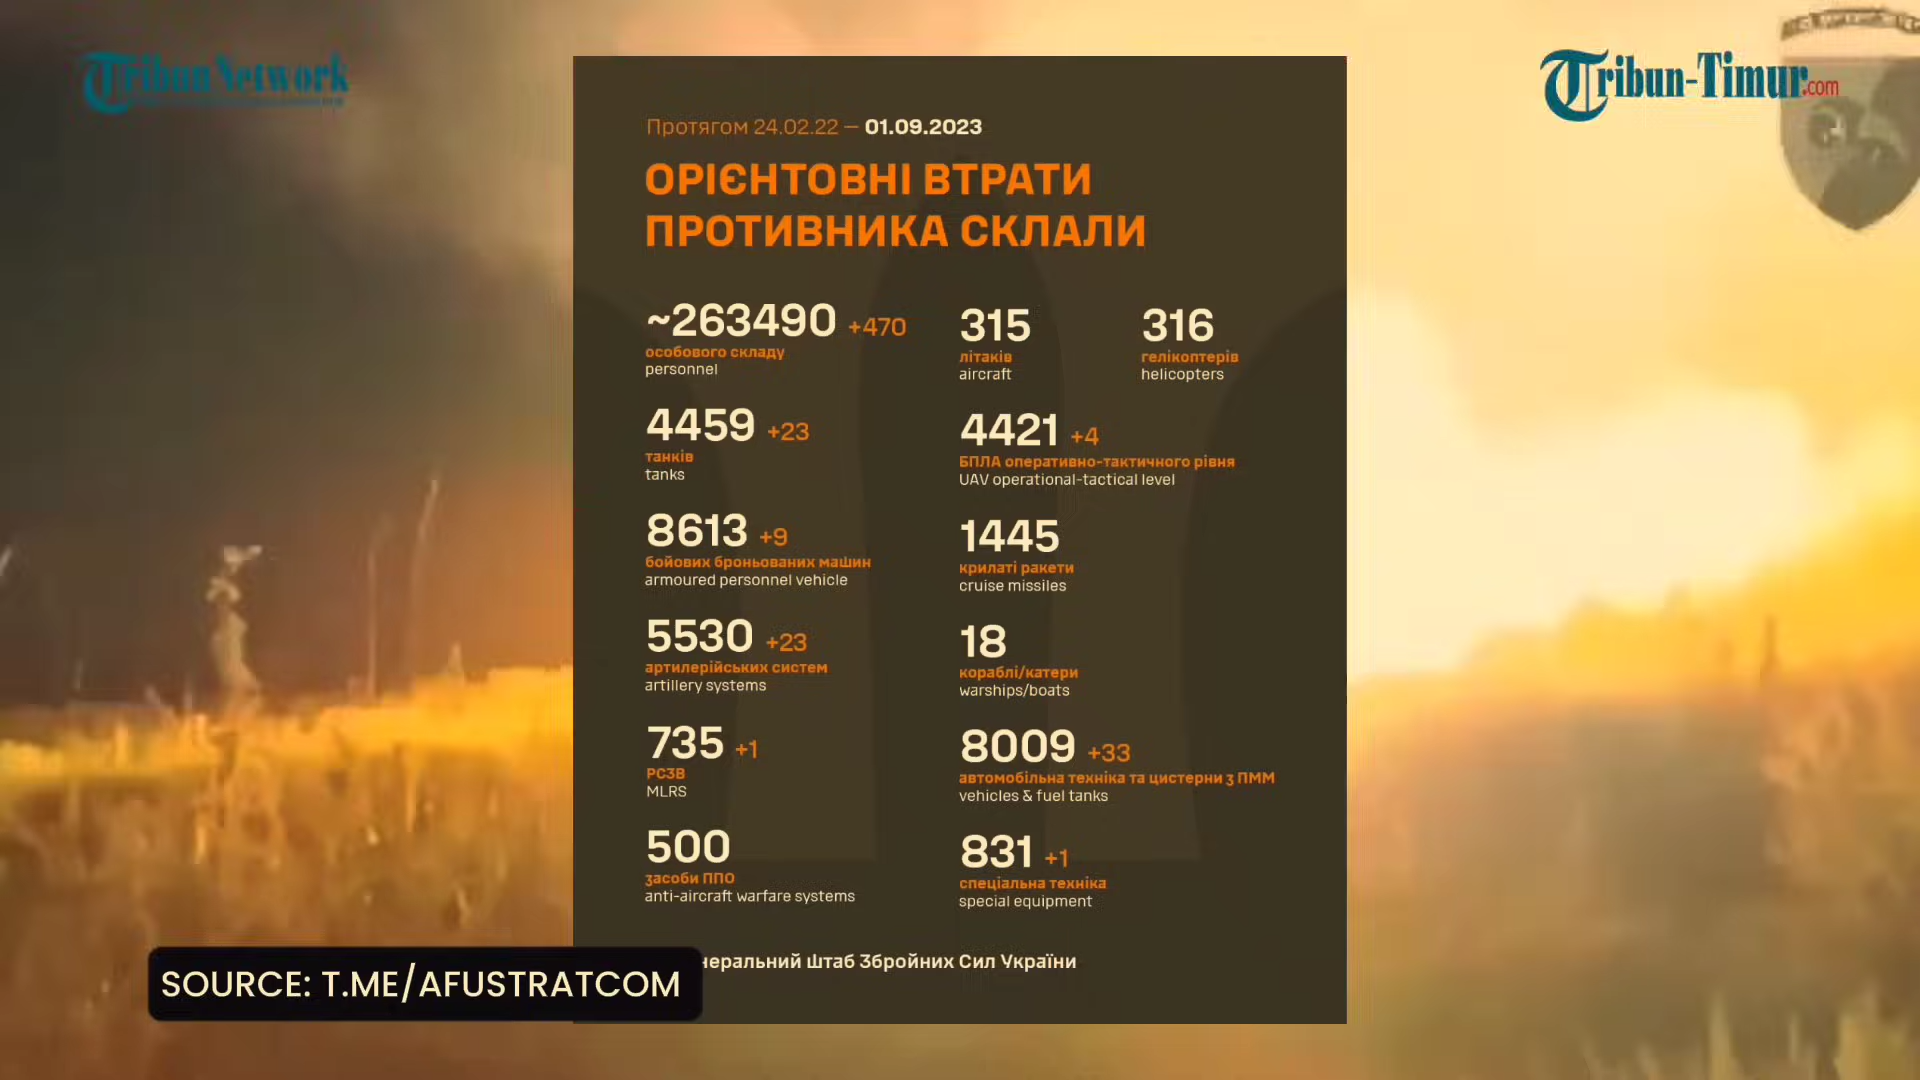 Tribun Network
Tribun-Timur.com
Протягом 24.02.22 — 01.09.2023
ОРІЄНТОВНІ ВТРАТИ
ПРОТИВНИКА СКЛАЛИ
~263490 +470
особового складу
personnel
315
літаків
aircraft
316
гелікоптерів
helicopters
4459 +23
танків
tanks
4421 +4
БПЛА оперативно-тактичного рівня
UAV operational-tactical level
8613 +9
бойових броньованих машин
armoured personnel vehicle
1445
крилаті ракети
cruise missiles
5530 +23
артилерійських систем
artillery systems
18
кораблі/катери
warships/boats
735 +1
РСЗВ
MLRS
8009 +33
автомобільна техніка та цистерни з ПММ
vehicles & fuel tanks
500
засоби ППО
anti-aircraft warfare systems
831 +1
спеціальна техніка
special equipment
неральний Штаб Збройних Сил України
SOURCE: T.ME/AFUSTRATCOM